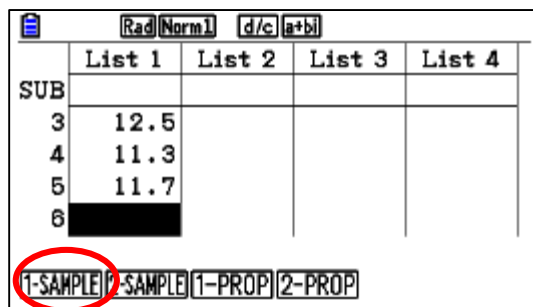 Rad Norm1 d/c a+bi
List 1 List 2 List 3 List 4
SUB
3 12.5
4 11.3
5 11.7
6
1-SAMPLE 2-SAMPLE 1-PROP 2-PROP